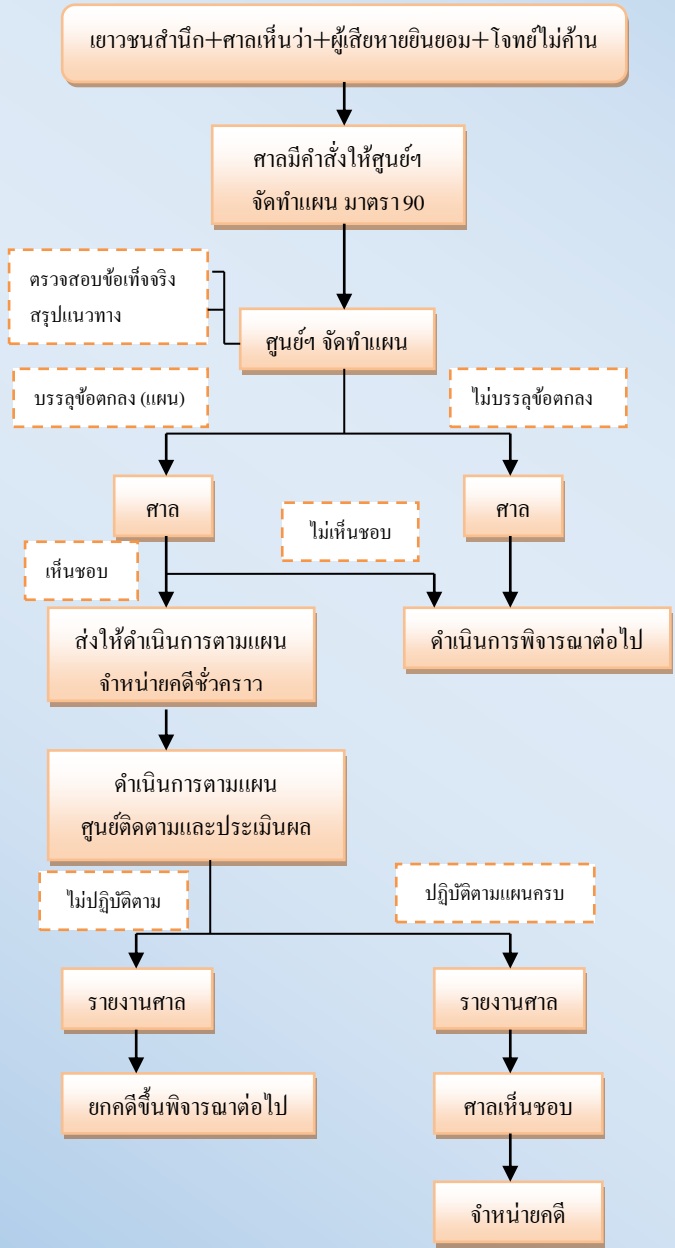 เยาวชนสำนึก+ศาลเห็นว่า+ผู้เสียหายยินยอม+โจทย์ไม่ค้าน
ศาลมีคำสั่งให้ศูนย์ฯ
จัดทำแผน มาตรา 90
ตรวจสอบข้อเท็จจริง
สรุปแนวทาง
ศูนย์ฯ จัดทำแผน
บรรลุข้อตกลง (แผน)
ไม่บรรลุข้อตกลง
ศาล
ศาล
ไม่เห็นชอบ
เห็นชอบ
ส่งให้ดำเนินการตามแผน
จำหน่ายคดีชั่วคราว
ดำเนินการพิจารณาต่อไป
ดำเนินการตามแผน
ศูนย์ติดตามและประเมินผล
ไม่ปฏิบัติตาม
ปฏิบัติตามแผนครบ
รายงานศาล
รายงานศาล
ยกคดีขึ้นพิจารณาต่อไป
ศาลเห็นชอบ
จำหน่ายคดี